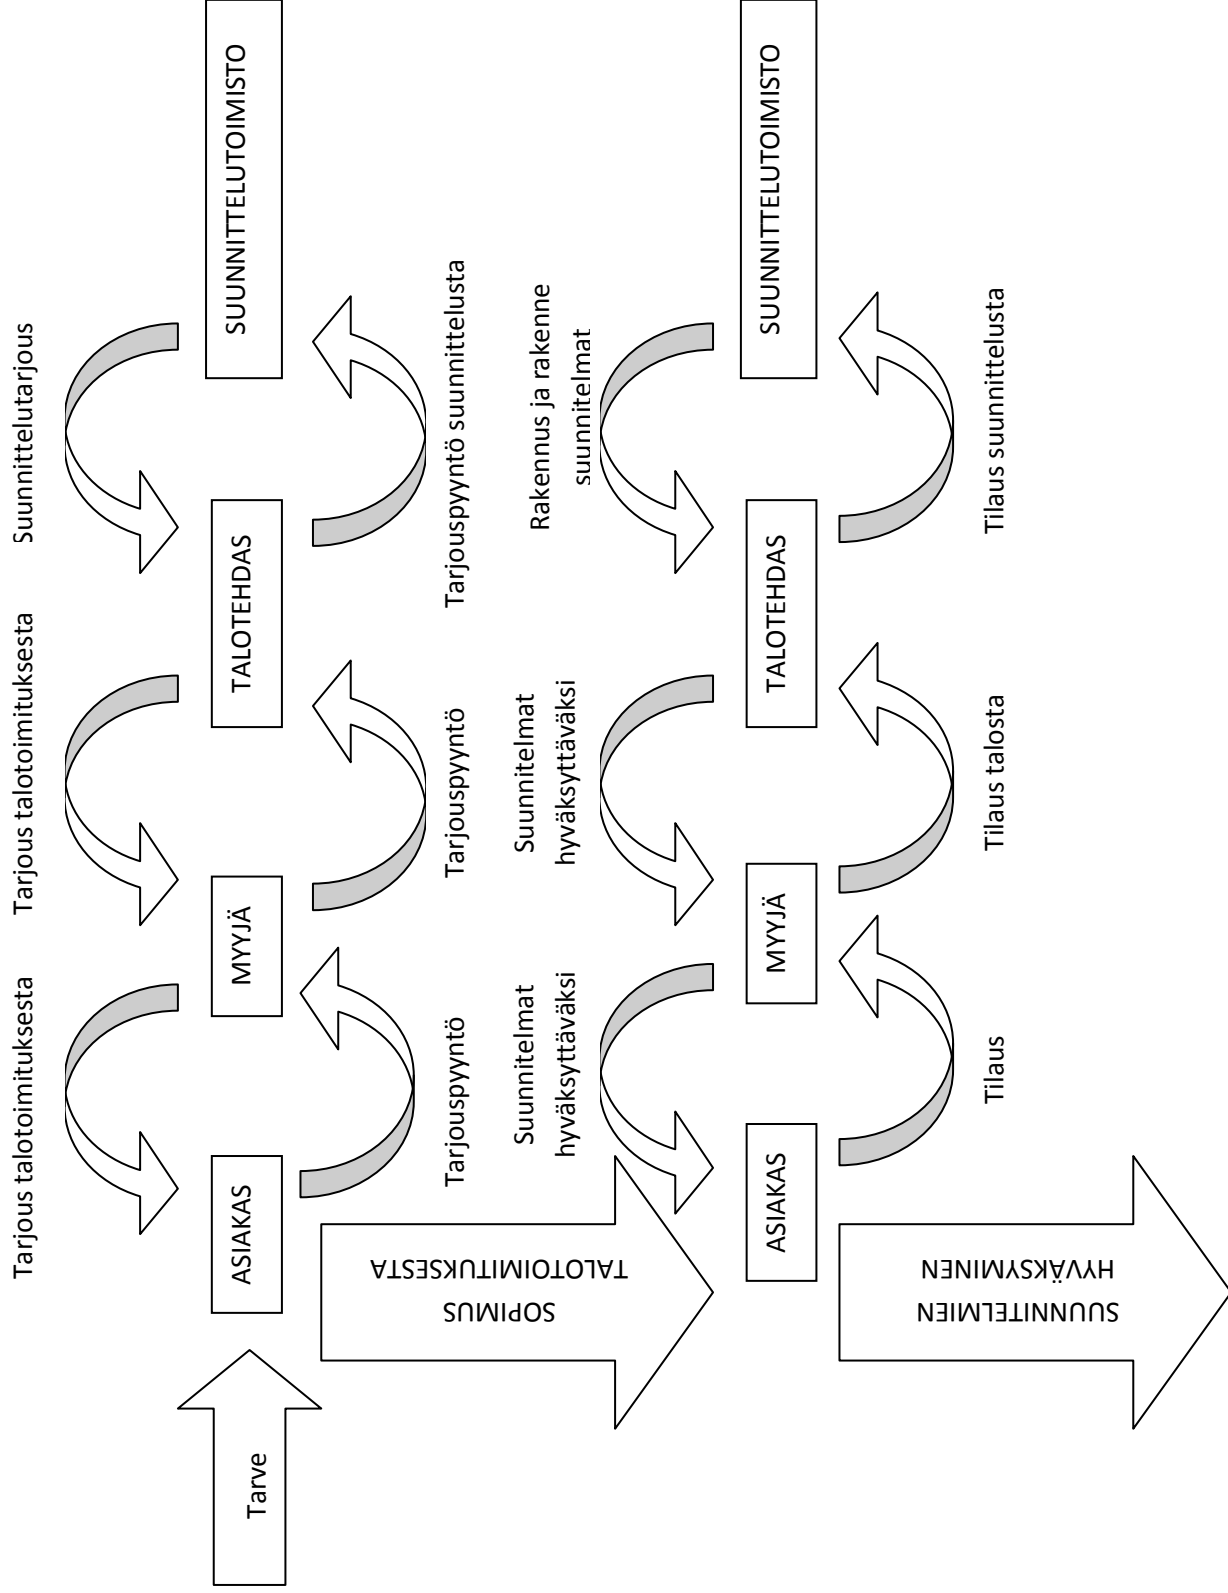 Tarjous talotoimituksesta
Tarjous talotoimituksesta
Suunnittelutarjous
Tarve
ASIAKAS
MYYJÄ
TALOTEHDAS
SUUNNITTELUTOIMISTO
Tarjouspyyntö
Tarjouspyyntö
Tarjouspyyntö suunnittelusta
SOPIMUS
TALOTOIMITUKSESTA
Suunnitelmat
hyväksyttäväksi
Suunnitelmat
hyväksyttäväksi
Rakennus ja rakenne
suunnitelmat
ASIAKAS
MYYJÄ
TALOTEHDAS
SUUNNITTELUTOIMISTO
Tilaus
Tilaus talosta
Tilaus suunnittelusta
SUUNNITELMIEN
HYVÄKSYMINEN